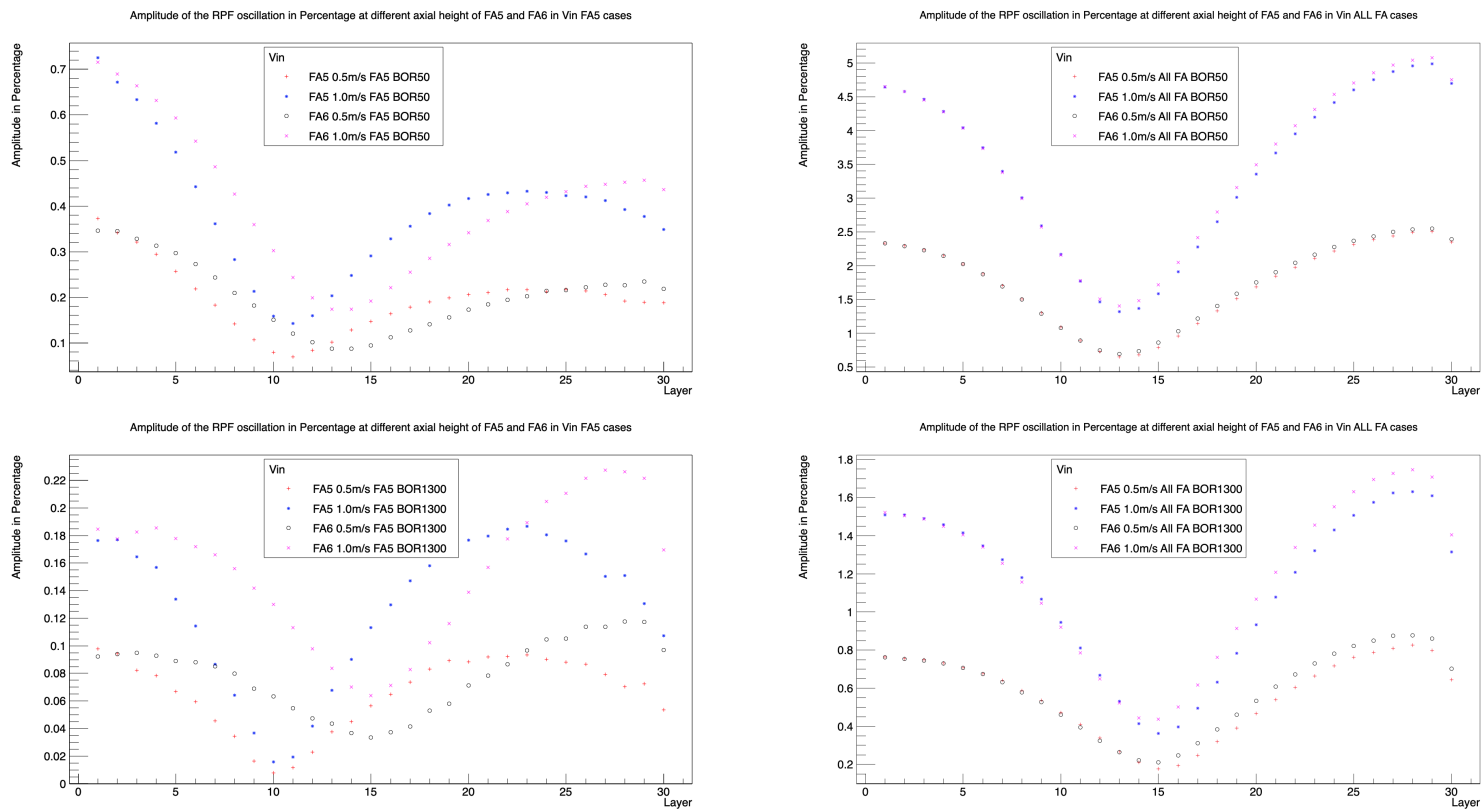 Amplitude of the RPF oscillation in Percentage at different axial height of FA5 and FA6 in Vin FA5 cases
Amplitude in Percentage
Vin
FA5 0.5m/s FA5 BOR50
FA5 1.0m/s FA5 BOR50
FA6 0.5m/s FA5 BOR50
FA6 1.0m/s FA5 BOR50
0.7
0.6
0.5
0.4
0.3
0.2
0.1
0 5 10 15 20 25 30
Layer
Amplitude of the RPF oscillation in Percentage at different axial height of FA5 and FA6 in Vin ALL FA cases
Amplitude in Percentage
Vin
FA5 0.5m/s All FA BOR50
FA5 1.0m/s All FA BOR50
FA6 0.5m/s All FA BOR50
FA6 1.0m/s All FA BOR50
5
4.5
4
3.5
3
2.5
2
1.5
1
0.5
0 5 10 15 20 25 30
Layer
Amplitude of the RPF oscillation in Percentage at different axial height of FA5 and FA6 in Vin FA5 cases
Amplitude in Percentage
Vin
FA5 0.5m/s FA5 BOR1300
FA5 1.0m/s FA5 BOR1300
FA6 0.5m/s FA5 BOR1300
FA6 1.0m/s FA5 BOR1300
0.22
0.2
0.18
0.16
0.14
0.12
0.1
0.08
0.06
0.04
0.02
0
0 5 10 15 20 25 30
Layer
Amplitude of the RPF oscillation in Percentage at different axial height of FA5 and FA6 in Vin ALL FA cases
Amplitude in Percentage
Vin
FA5 0.5m/s All FA BOR1300
FA5 1.0m/s All FA BOR1300
FA6 0.5m/s All FA BOR1300
FA6 1.0m/s All FA BOR1300
1.8
1.6
1.4
1.2
1
0.8
0.6
0.4
0.2
0 5 10 15 20 25 30
Layer